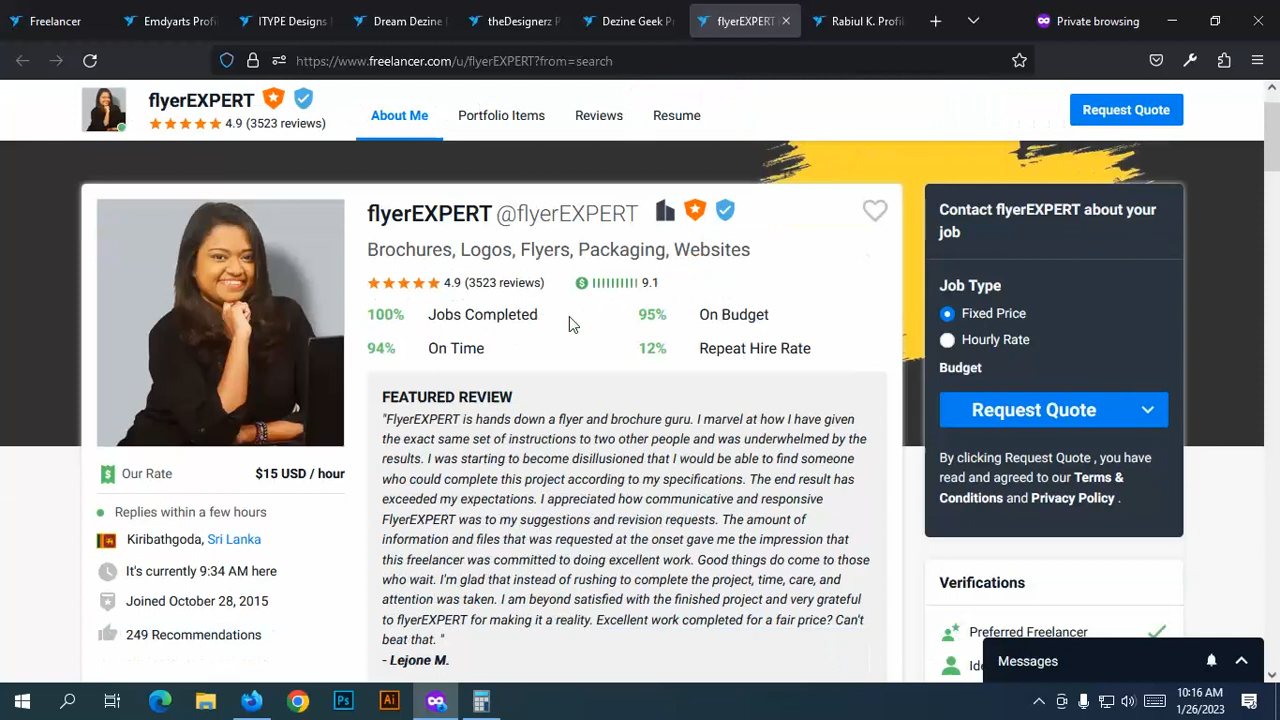 Freelancer
Emdyarts Prof
ITYPE Designs
Dream Dezine
theDesignerz P
Dezine Geek P
flyerEXPERT
Rabiul K. Profi
Private browsing
https://www.freelancer.com/u/flyerEXPERT?from=search
flyerEXPERT
4.9 (3523 reviews)
About Me
Portfolio Items
Reviews
Resume
Request Quote
flyerEXPERT @flyerEXPERT
Brochures, Logos, Flyers, Packaging, Websites
4.9 (3523 reviews)
9.1
100% Jobs Completed
95% On Budget
94% On Time
12% Repeat Hire Rate
FEATURED REVIEW
"FlyerEXPERT is hands down a flyer and brochure guru. I marvel at how I have given
the exact same set of instructions to two other people and was underwhelmed by the
results. I was starting to become disillusioned that I would be able to find someone
who could complete this project according to my specifications. The end result has
exceeded my expectations. I appreciated how communicative and responsive
FlyerEXPERT was to my suggestions and revision requests. The amount of
information and files that was requested at the onset gave me the impression that
this freelancer was committed to doing excellent work. Good things do come to those
who wait. I'm glad that instead of rushing to complete the project, time, care, and
attention was taken. I am beyond satisfied with the finished project and very grateful
to flyerEXPERT for making it a reality. Excellent work completed for a fair price? Can't
beat that. "
- Lejone M.
Our Rate
$15 USD / hour
Replies within a few hours
Kiribathgoda, Sri Lanka
It's currently 9:34 AM here
Joined October 28, 2015
249 Recommendations
Contact flyerEXPERT about your
job
Job Type
Fixed Price
Hourly Rate
Budget
Request Quote
By clicking Request Quote , you have
read and agreed to our Terms &
Conditions and Privacy Policy .
Verifications
Preferred Freelancer
Ide
Messages
Ps
Ai
10:16 AM
1/26/2023